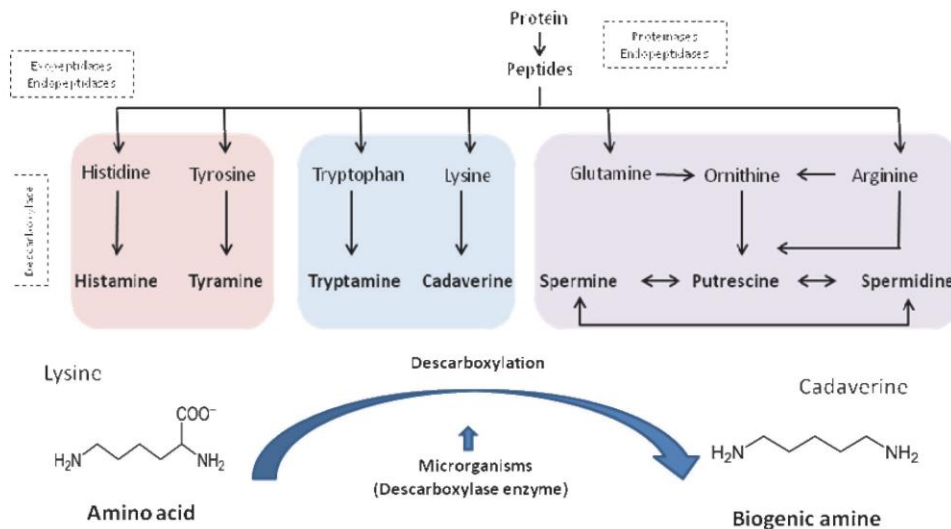 Protein
Proteinases
Endopeptidases
Peptides
Exopeptidases
Endopeptidases
Histidine
Tyrosine
Tryptophan
Lysine
Glutamine
Ornithine
Arginine
Descarboxylase
Histamine
Tyramine
Tryptamine
Cadaverine
Spermine
Putrescine
Spermidine
Descarboxylation
Lysine
Cadaverine
COO⁻
H₂N
NH₂
H₂N
NH₂
Microrganisms
(Descarboxylase enzyme)
Amino acid
Biogenic amine